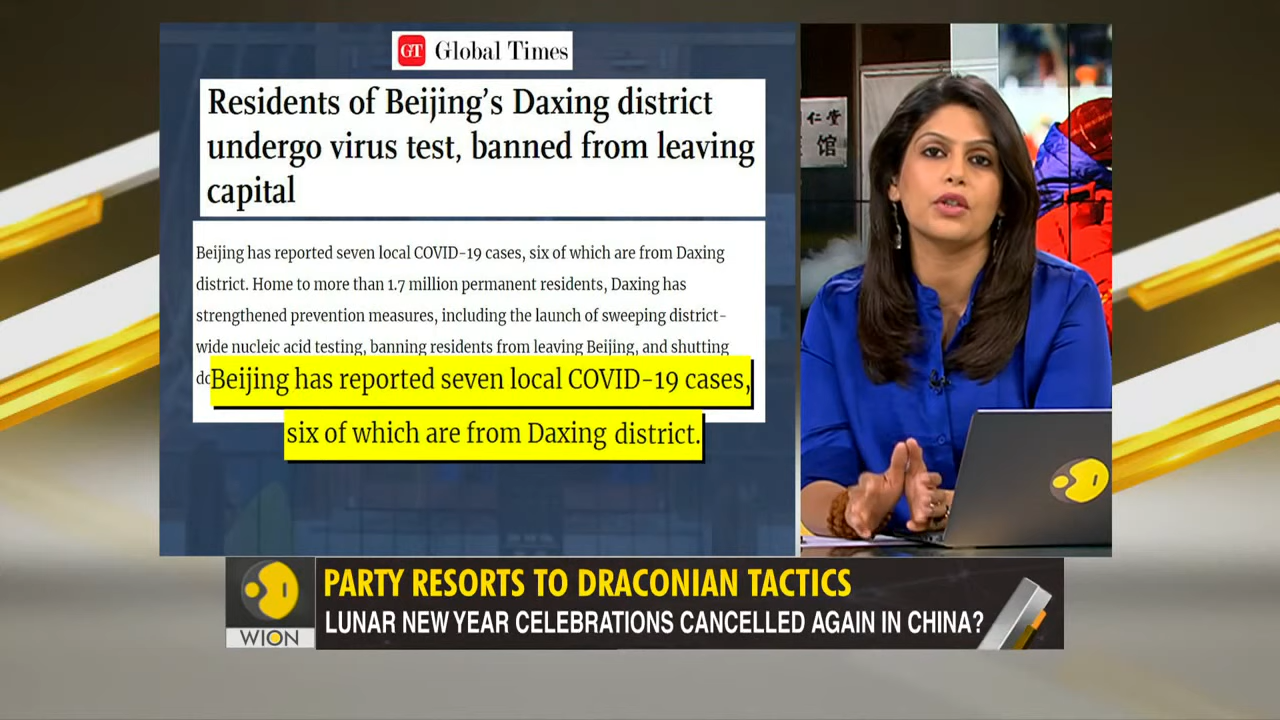 GT Global Times
Residents of Beijing's Daxing district
undergo virus test, banned from leaving
capital
Beijing has reported seven local COVID-19 cases, six of which are from Daxing
district. Home to more than 1.7 million permanent residents, Daxing has
strengthened prevention measures, including the launch of sweeping district-
wide nucleic acid testing, banning residents from leaving Beijing, and shutting
Beijing has reported seven local COVID-19 cases,
six of which are from Daxing district.
仁堂
馆
PARTY RESORTS TO DRACONIAN TACTICS
LUNAR NEW YEAR CELEBRATIONS CANCELLED AGAIN IN CHINA?
WION